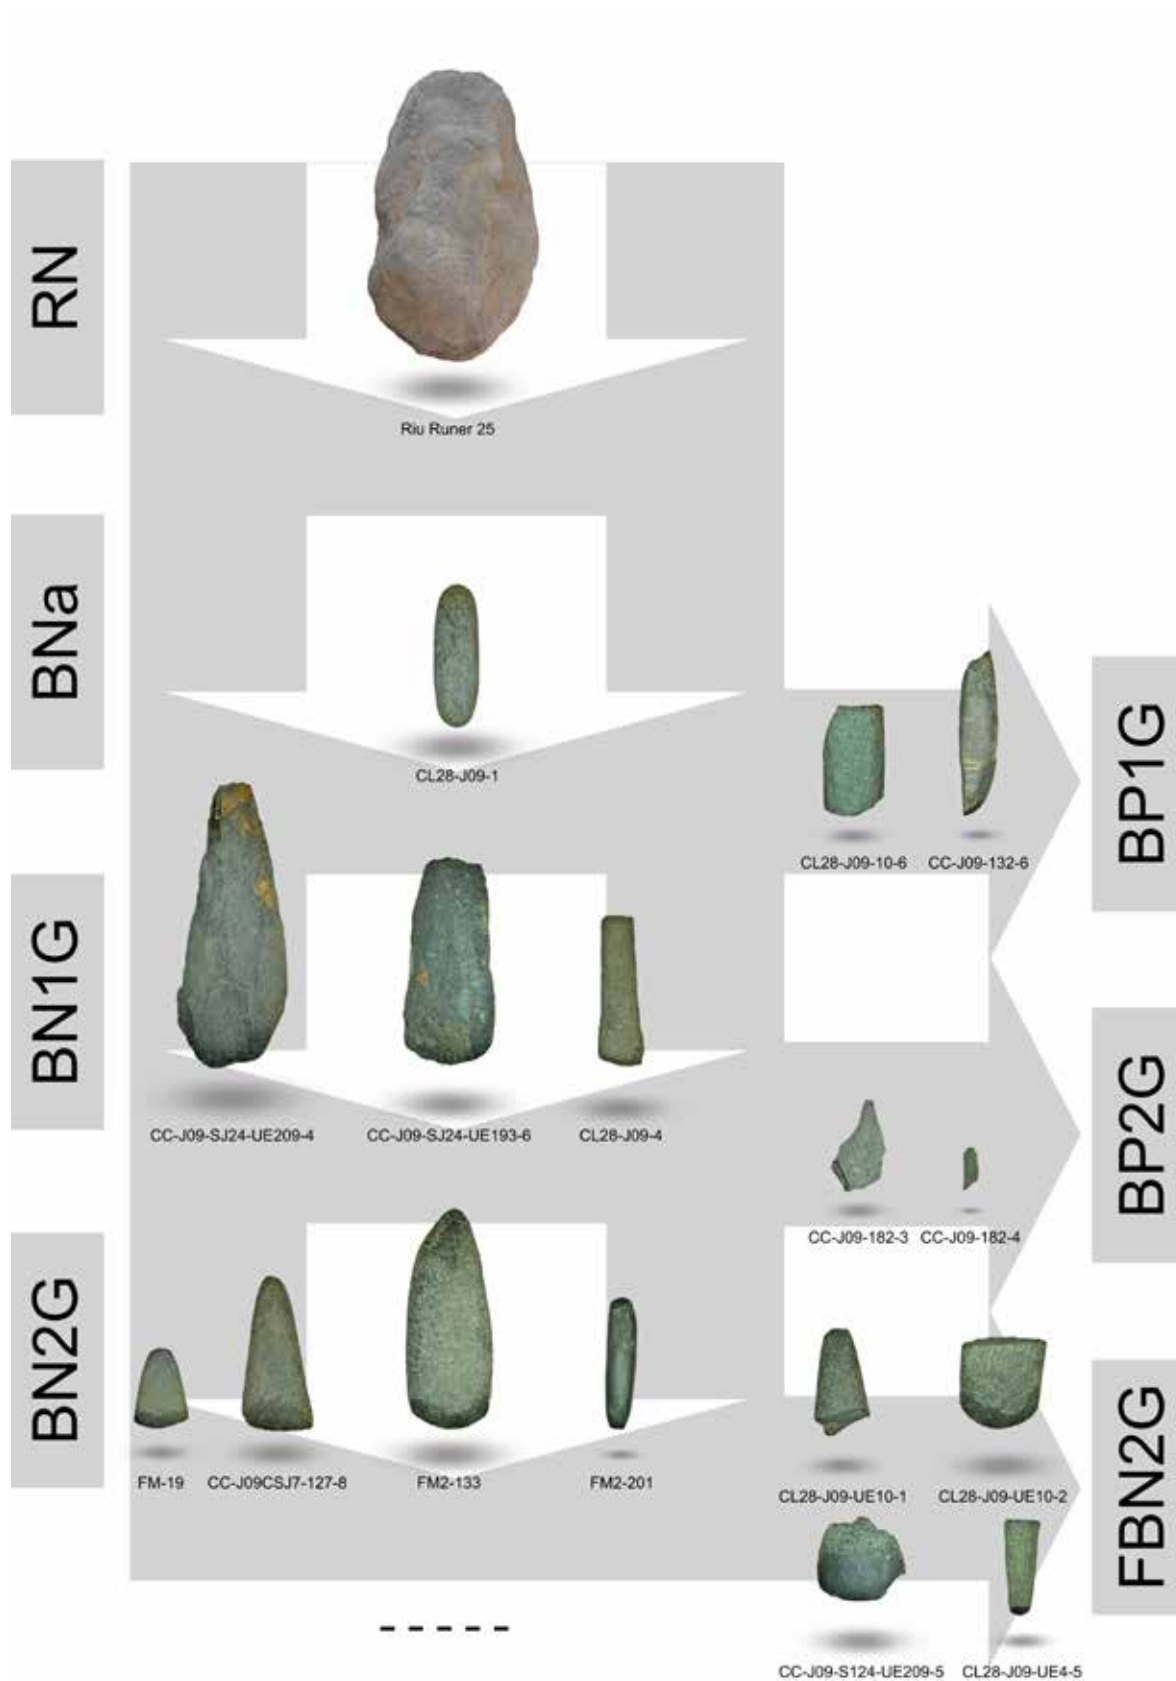 RN
Riu Runer 25
BNa
CL28-J09-1
CL28-J09-10-6 CC-J09-132-6
BP1G
BN1G
CC-J09-SJ24-UE209-4 CC-J09-SJ24-UE193-6 CL28-J09-4
BP2G
CC-J09-182-3 CC-J09-182-4
BN2G
FM-19 CC-J09CSJ7-127-8 FM2-133 FM2-201
CL28-J09-UE10-1 CL28-J09-UE10-2
FBN2G
CC-J09-S124-UE209-5 CL28-J09-UE4-5